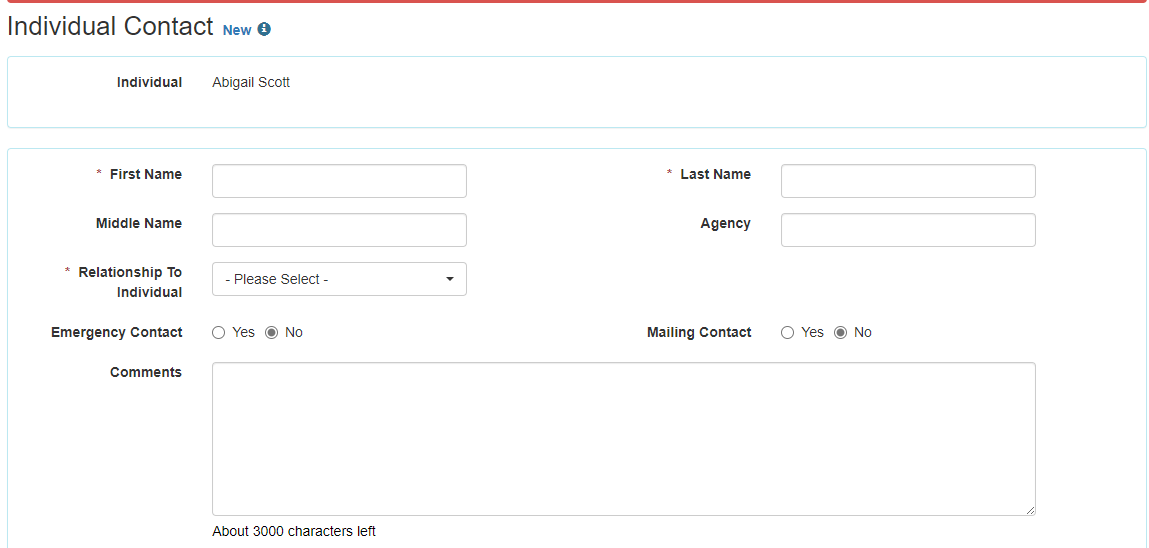 Individual Contact New
Individual Abigail Scott
* First Name * Last Name
Middle Name Agency
* Relationship To
Individual
- Please Select -
Emergency Contact Yes No Mailing Contact Yes No
Comments
About 3000 characters left